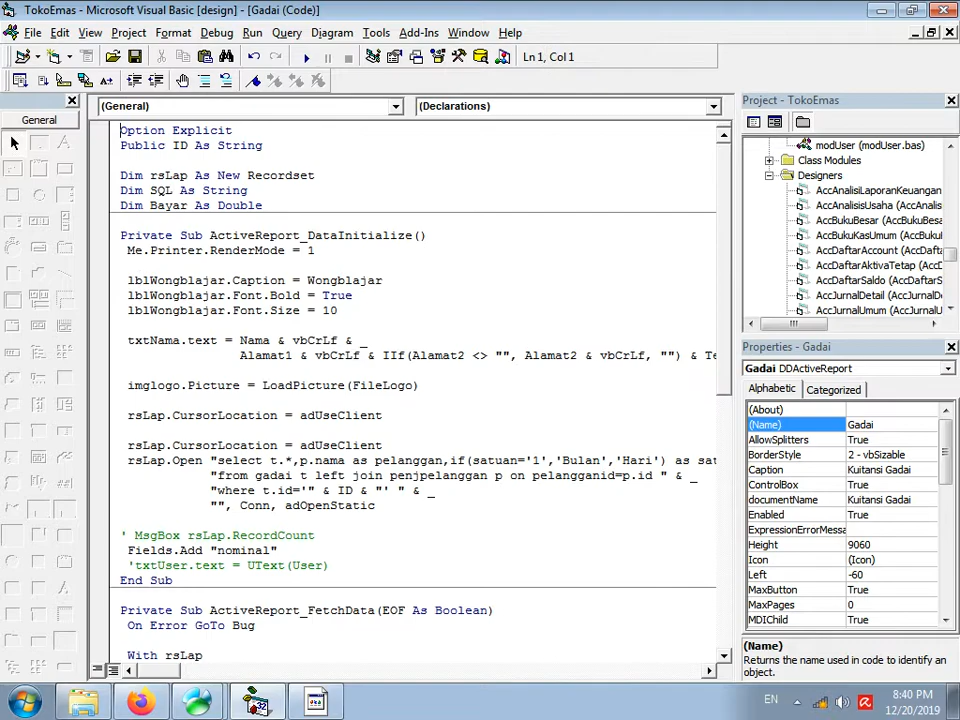 TokoEmas - Microsoft Visual Basic [design] - [Gadai (Code)]
File Edit View Project Format Debug Run Query Diagram Tools Add-Ins Window Help
Ln 1, Col 1
General
(General)
(Declarations)
Option Explicit
Public ID As String
Dim rsLap As New Recordset
Dim SQL As String
Dim Bayar As Double
Private Sub ActiveReport_DataInitialize()
Me.Printer.RenderMode = 1
lblWongblajar.Caption = Wongblajar
lblWongblajar.Font.Bold = True
lblWongblajar.Font.Size = 10
txtNama.text = Nama & vbCrLf & _
Alamat1 & vbCrLf & IIf(Alamat2 <> "", Alamat2 & vbCrLf, "") & Te
imglogo.Picture = LoadPicture(FileLogo)
rsLap.CursorLocation = adUseClient
rsLap.CursorLocation = adUseClient
rsLap.Open "select t.*,p.nama as pelanggan,if(satuan='1','Bulan','Hari') as sat
"from gadai t left join penjpelanggan p on pelangganid=p.id " & _
"where t.id='" & ID & "' " & _
"", Conn, adOpenStatic
' MsgBox rsLap.RecordCount
Fields.Add "nominal"
'txtUser.text = UText(User)
End Sub
Private Sub ActiveReport_FetchData(EOF As Boolean)
On Error GoTo Bug
With rsLap
Project - TokoEmas
modUser (modUser.bas)
Class Modules
Designers
AccAnalisiLaporanKeuangan
AccAnalisisUsaha (AccAnalis
AccBukuBesar (AccBukuBes
AccBukuKasUmum (AccBuk
AccDaftarAccount (AccDaft
AccDaftarAktivaTetap (AccD
AccDaftarSaldo (AccDaftarS
AccJurnalDetail (AccJurnalD
AccJurnalUmum (AccJurnal
Properties - Gadai
Gadai DDActiveReport
Alphabetic Categorized
(About)
(Name) Gadai
AllowSplitters True
BorderStyle 2 - vbSizable
Caption Kuitansi Gadai
ControlBox True
documentName Kuitansi Gadai
Enabled True
ExpressionErrorMessa
Height 9060
Icon (Icon)
Left -60
MaxButton True
MaxPages 0
MDIChild True
(Name)
Returns the name used in code to identify an
object.
EN
8:40 PM
12/20/2019